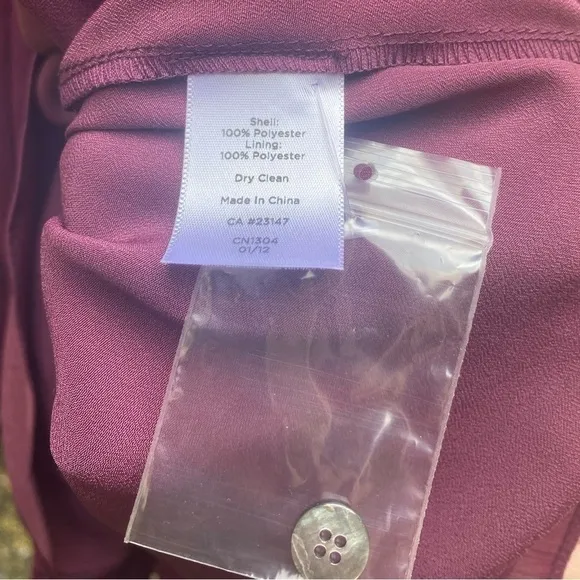 Shell:
100% Polyester
Lining:
100% Polyester
Dry Clean
Made In China
CA #23147
CN1304
01/12